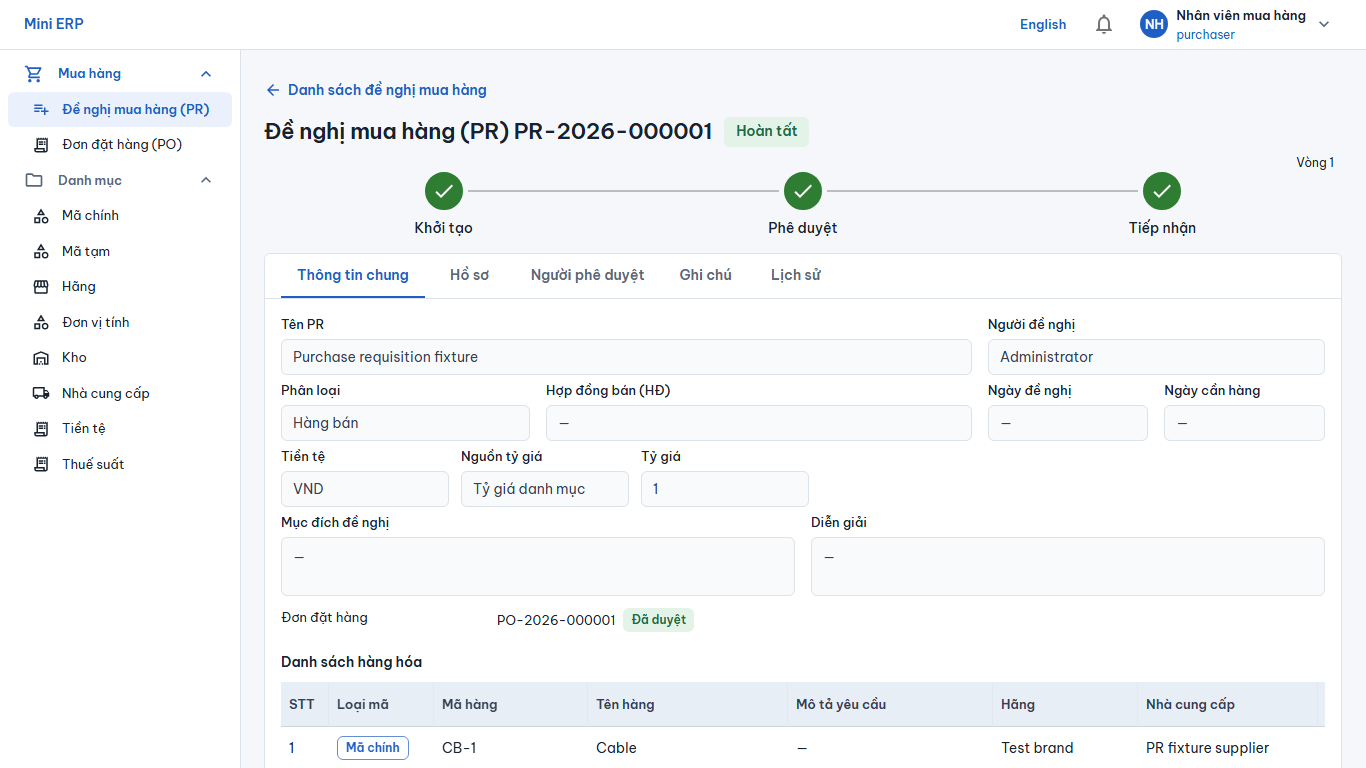 Mini ERP
English
NH
Nhân viên mua hàng
purchaser
Mua hàng
Đề nghị mua hàng (PR)
Đơn đặt hàng (PO)
Danh mục
Mã chính
Mã tạm
Hãng
Đơn vị tính
Kho
Nhà cung cấp
Tiền tệ
Thuế suất
Danh sách đề nghị mua hàng
Đề nghị mua hàng (PR) PR-2026-000001 Hoàn tất
Vòng 1
Khởi tạo Phê duyệt Tiếp nhận
Thông tin chung Hồ sơ Người phê duyệt Ghi chú Lịch sử
Tên PR Người đề nghị
Purchase requisition fixture Administrator
Phân loại Hợp đồng bán (HĐ) Ngày đề nghị Ngày cần hàng
Hàng bán — — —
Tiền tệ Nguồn tỷ giá Tỷ giá
VND Tỷ giá danh mục 1
Mục đích đề nghị Diễn giải
— —
Đơn đặt hàng PO-2026-000001 Đã duyệt
Danh sách hàng hóa
STT Loại mã Mã hàng Tên hàng Mô tả yêu cầu Hãng Nhà cung cấp
1 Mã chính CB-1 Cable — Test brand PR fixture supplier